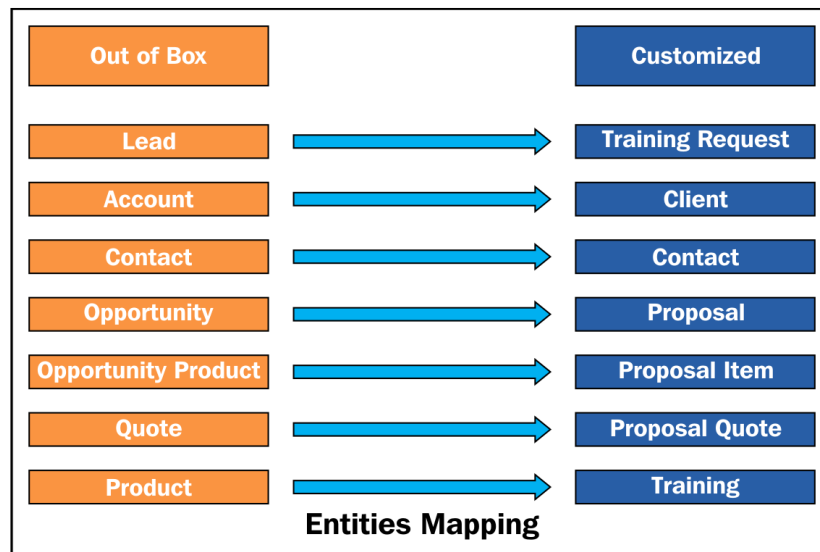 Out of Box
Customized
Lead
Training Request
Account
Client
Contact
Contact
Opportunity
Proposal
Opportunity Product
Proposal Item
Quote
Proposal Quote
Product
Training
Entities Mapping